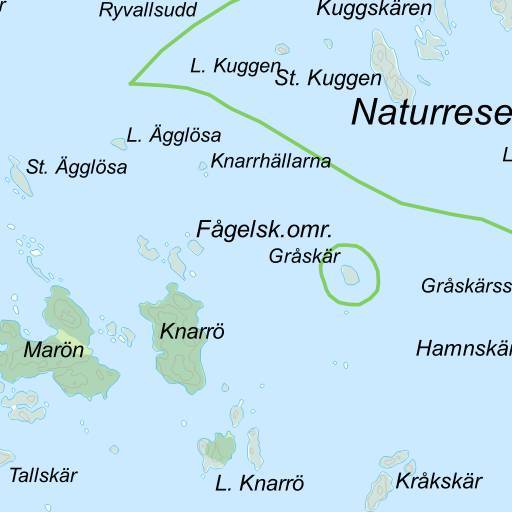 Ryvallsudd
Kuggskären
L. Kuggen
St. Kuggen
Naturrese
L. Ägglösa
St. Ägglösa
Knarrhällarna
L
Fågelsk.omr.
Gråskär
Gråskärss
Knarrö
Marön
Hamnskär
Tallskär
L. Knarrö
Kråkskär